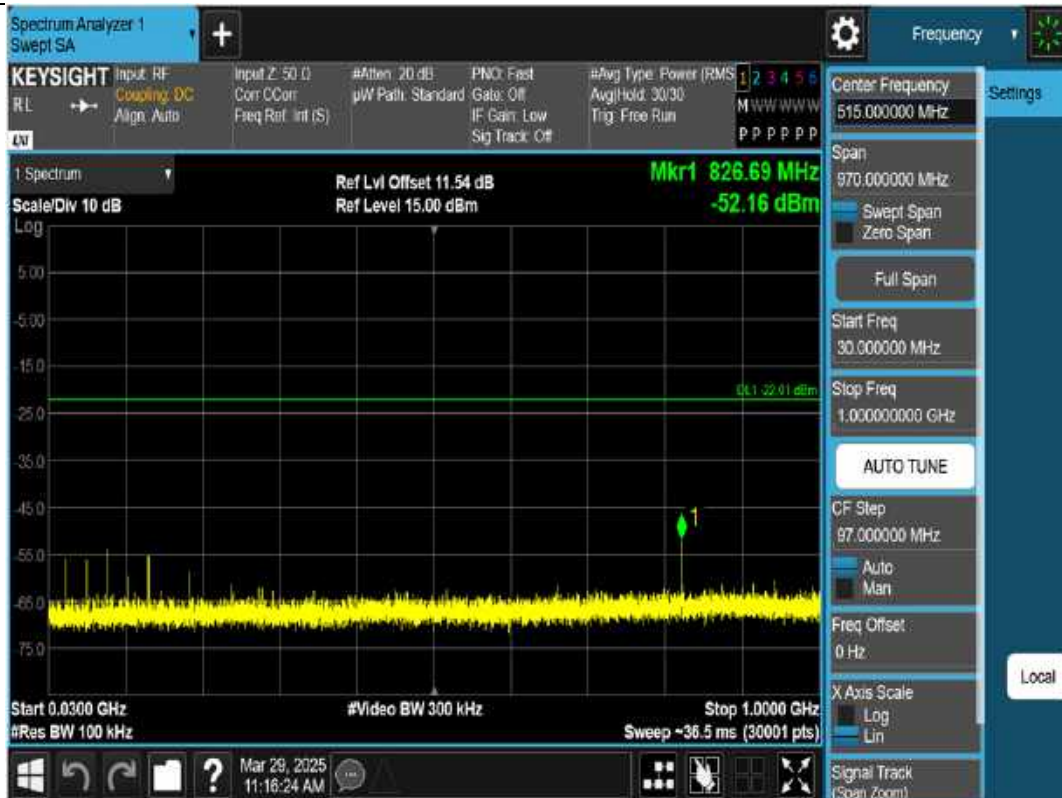 Spectrum Analyzer 1
Swept SA
+
Frequency
KEYSIGHT
RL
Input: RF
Coupling: DC
Align: Auto
Input Z: 50 Ω
Corr CCorr
Freq Ref: Int (S)
#Atten: 20 dB
µW Path: Standard
PNO: Fast
Gate: Off
IF Gain: Low
Sig Track: Off
#Avg Type: Power (RMS
Avg|Hold: 30/30
Trig: Free Run
1 2 3 4 5 6
M W W W W W
P P P P P P
Settings
Center Frequency
515.000000 MHz
Span
970.000000 MHz
Swept Span
Zero Span
Full Span
Start Freq
30.000000 MHz
Stop Freq
1.000000000 GHz
AUTO TUNE
CF Step
97.000000 MHz
Auto
Man
Freq Offset
0 Hz
X Axis Scale
Log
Lin
Signal Track
(Span Zoom)
Local
1 Spectrum
Scale/Div 10 dB
Log
Ref Lvl Offset 11.54 dB
Ref Level 15.00 dBm
Mkr1 826.69 MHz
-52.16 dBm
5.00
-5.00
-15.0
DL1 -22.01 dBm
-25.0
-35.0
-45.0
1
-55.0
-65.0
-75.0
Start 0.0300 GHz
#Video BW 300 kHz
Stop 1.0000 GHz
#Res BW 100 kHz
Sweep ~36.5 ms (30001 pts)
?
Mar 29, 2025
11:16:24 AM